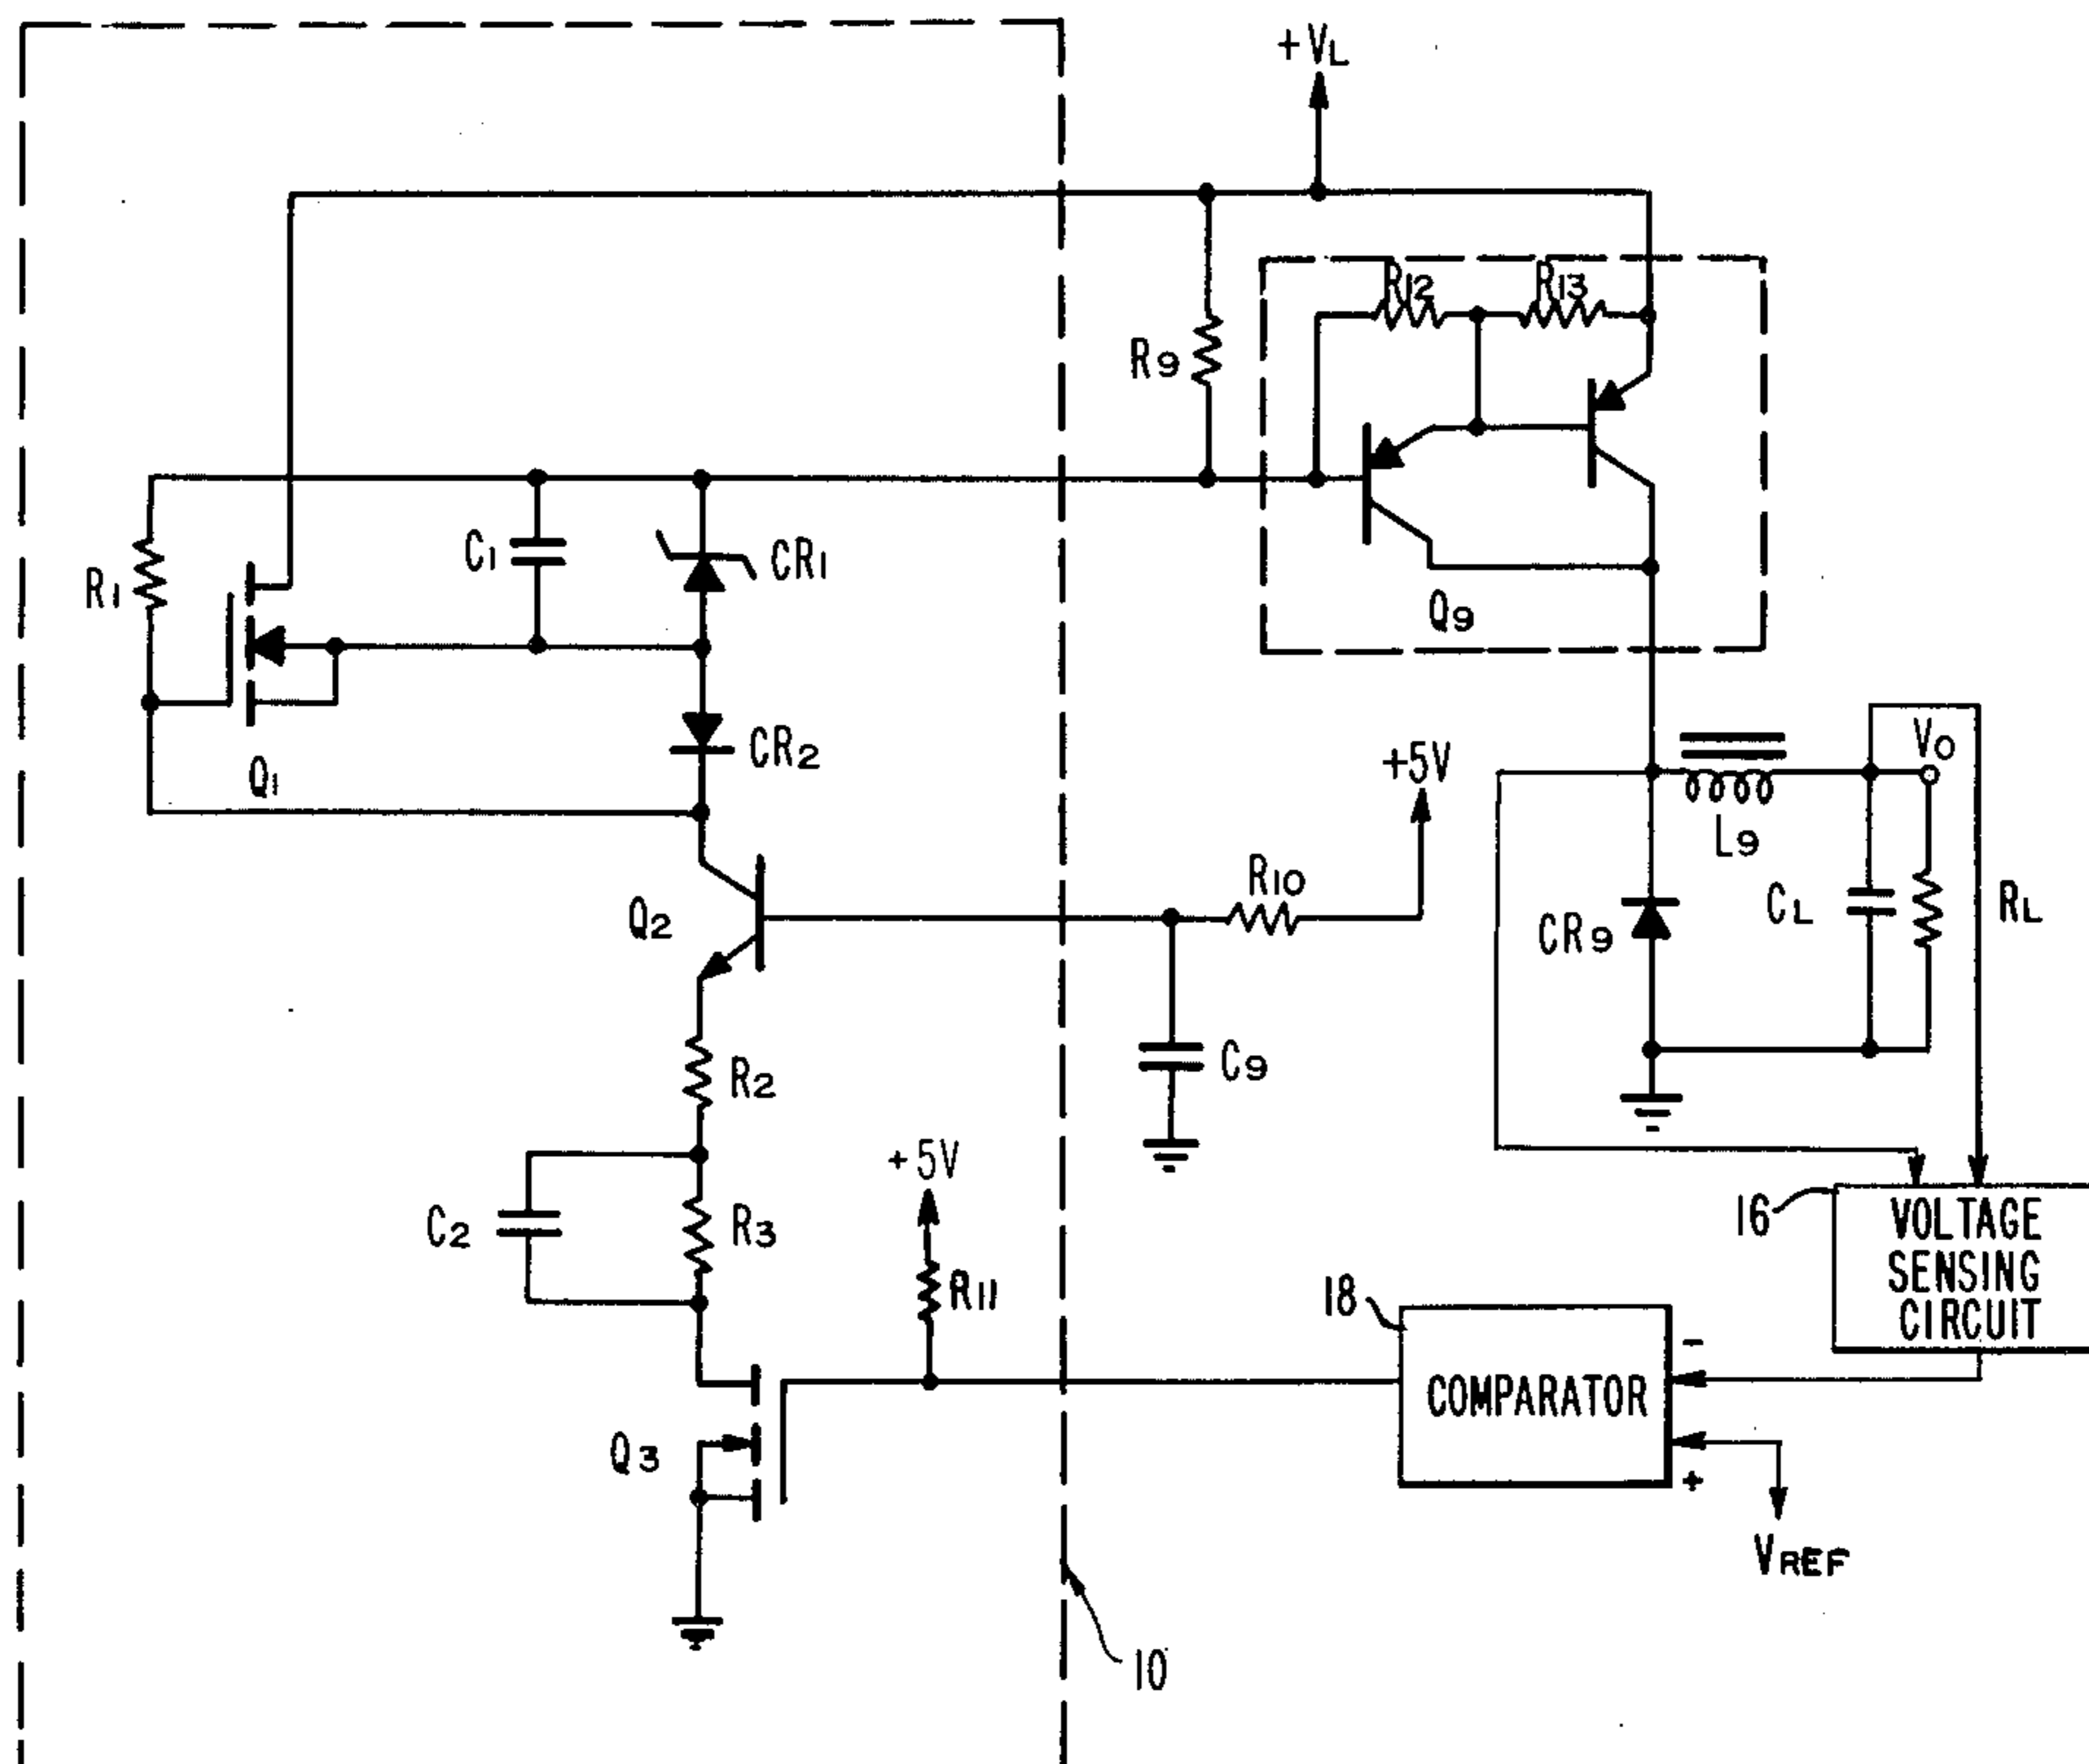 +VL
R12
R13
R9
C1
CR1
R1
Q9
CR2
Q1
+5V
VO
L9
R10
Q2
CL
RL
CR9
R2
C9
+5V
C2
R3
16
VOLTAGE
SENSING
CIRCUIT
R11
18
-
COMPARATOR
Q3
+
VREF
10